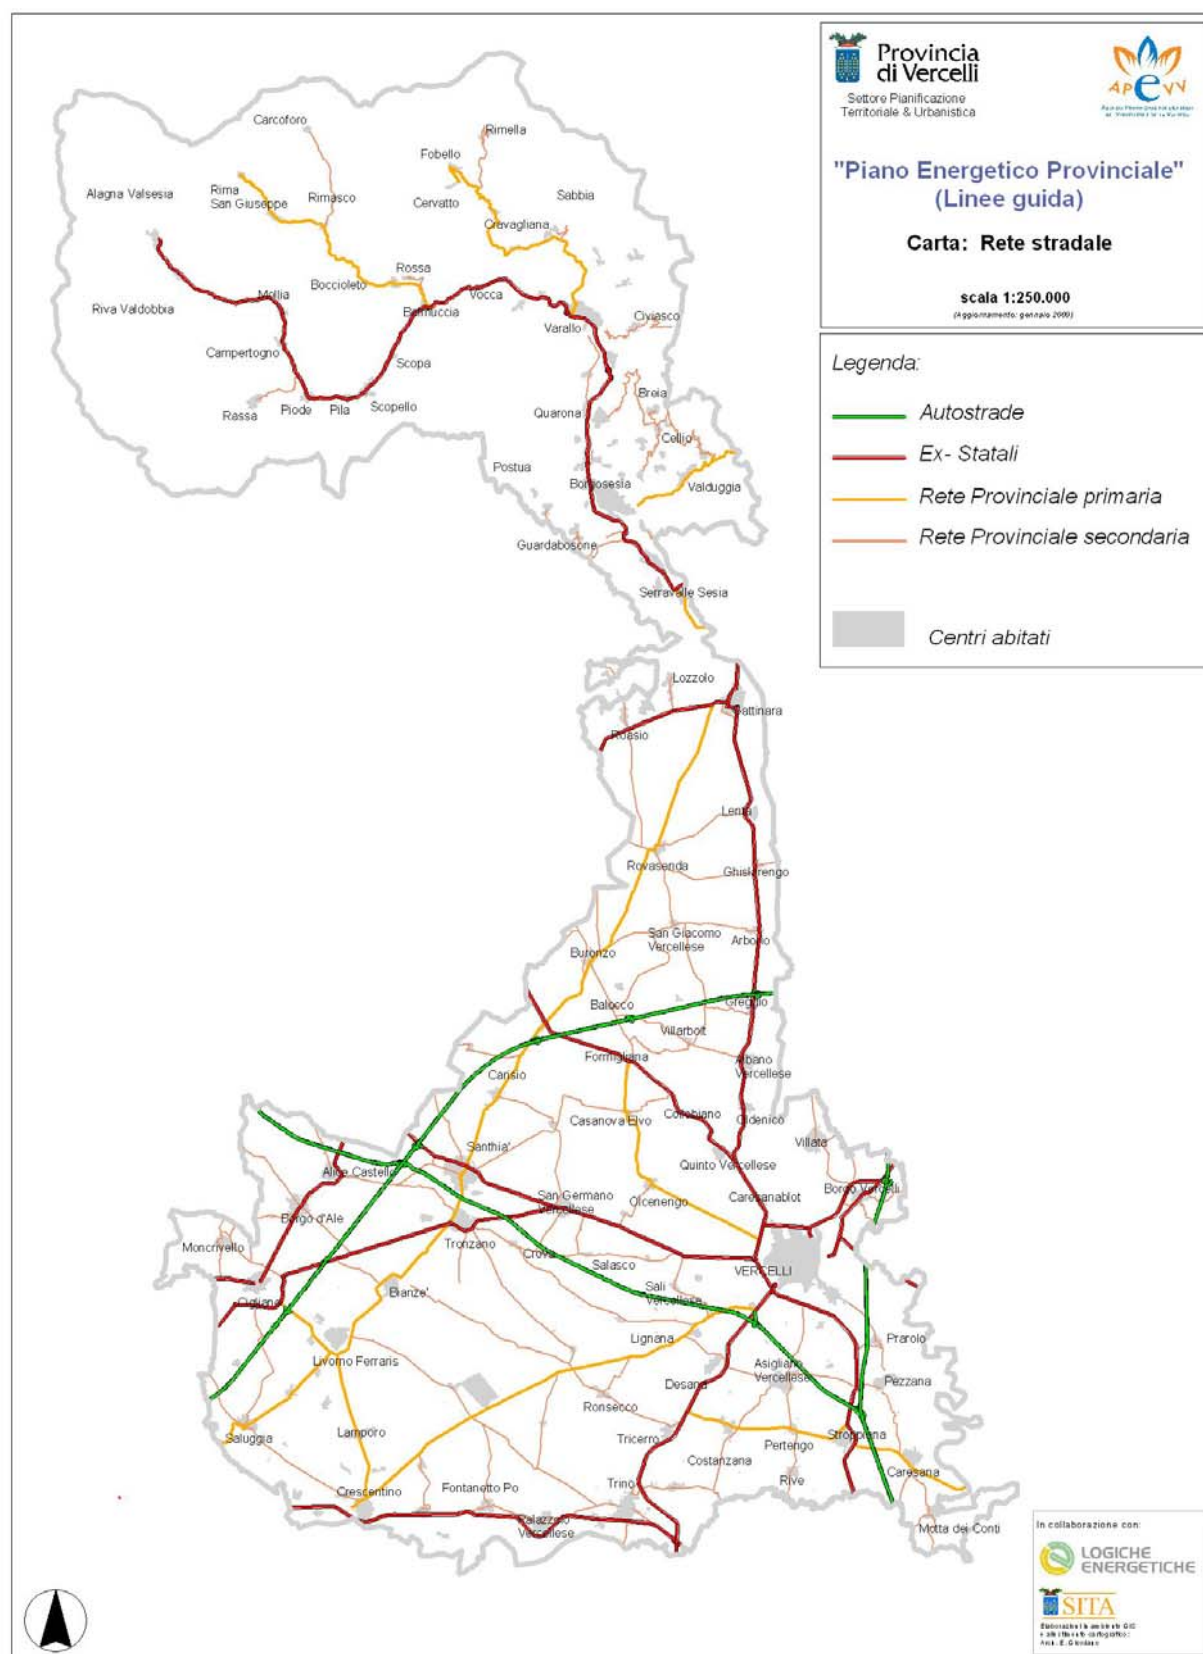 Provincia
di Vercelli
Settore Pianificazione
Territoriale & Urbanistica
APEVV
"Piano Energetico Provinciale"
(Linee guida)
Carta: Rete stradale
scala 1:250.000
(Aggiornamento: gennaio 2009)
Legenda:
Autostrade
Ex- Statali
Rete Provinciale primaria
Rete Provinciale secondaria
Centri abitati
Carcoforo
Rimella
Fobello
Alagna Valsesia
Rima
San Giuseppe
Rimasco
Cervatto
Sabbia
Cravagliana
Rossa
Boccioleto
Mollia
Vocca
Balmuccia
Riva Valdobbia
Varallo
Civiasco
Campertogno
Scopa
Rassa
Piode
Pila
Scopello
Quarona
Breia
Cellio
Postua
Borgosesia
Valduggia
Guardabosone
Serravalle Sesia
Lozzolo
Gattinara
Roasio
Lenta
Rovasenda
Ghislarengo
San Giacomo
Vercellese
Arborio
Buronzo
Balocco
Greggio
Villarboit
Formigliana
Albano
Vercellese
Carisio
Casanova Elvo
Collobiano
Oldenico
Villata
Santhia'
Alice Castello
Quinto Vercellese
San Germano
Vercellese
Olcenengo
Caresanablot
Borgo Vercelli
Borgo d'Ale
Moncrivello
Tronzano
Crova
Salasco
VERCELLI
Cigliano
Bianze'
Sali
Vercellese
Lignana
Prarolo
Livorno Ferraris
Asigliano
Vercellese
Desana
Pezzana
Ronsecco
Saluggia
Lamporo
Tricerro
Pertengo
Stroppiana
Costanzana
Caresana
Rive
Crescentino
Fontanetto Po
Trino
Palazzolo
Vercellese
Motta dei Conti
In collaborazione con:
LOGICHE
ENERGETICHE
SITA